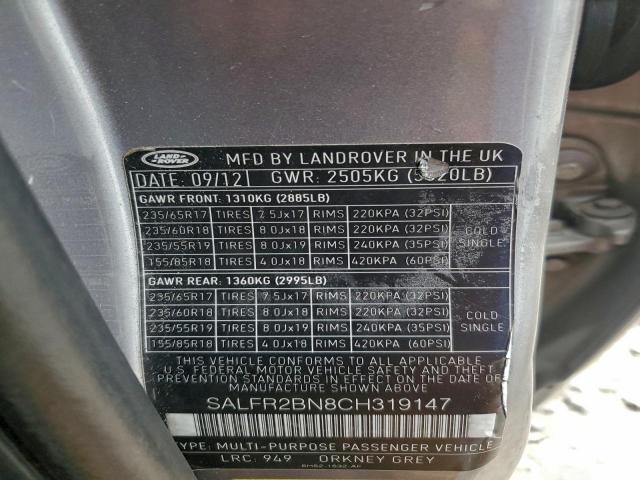 LAND ROVER
MFD BY LANDROVER IN THE UK
DATE: 09/12 GWR: 2505KG (5520LB)
GAWR FRONT: 1310KG (2885LB)
235/65R17 TIRES 7.5Jx17 RIMS 220KPA (32PSI)
235/60R18 TIRES 8.0Jx18 RIMS 220KPA (32PSI)
235/55R19 TIRES 8.0Jx19 RIMS 240KPA (35PSI)
155/85R18 TIRES 4.0Jx18 RIMS 420KPA (60PSI)
COLD
SINGLE
GAWR REAR: 1360KG (2995LB)
235/65R17 TIRES 7.5Jx17 RIMS 220KPA (32PSI)
235/60R18 TIRES 8.0Jx18 RIMS 220KPA (32PSI)
235/55R19 TIRES 8.0Jx19 RIMS 240KPA (35PSI)
155/85R18 TIRES 4.0Jx18 RIMS 420KPA (60PSI)
COLD
SINGLE
THIS VEHICLE CONFORMS TO ALL APPLICABLE
U.S. FEDERAL MOTOR VEHICLE SAFETY AND THEFT
PREVENTION STANDARDS IN EFFECT ON THE DATE OF
MANUFACTURE SHOWN ABOVE
SALFR2BN8CH319147
TYPE: MULTI-PURPOSE PASSENGER VEHICLE
LRC: 949 ORKNEY GREY